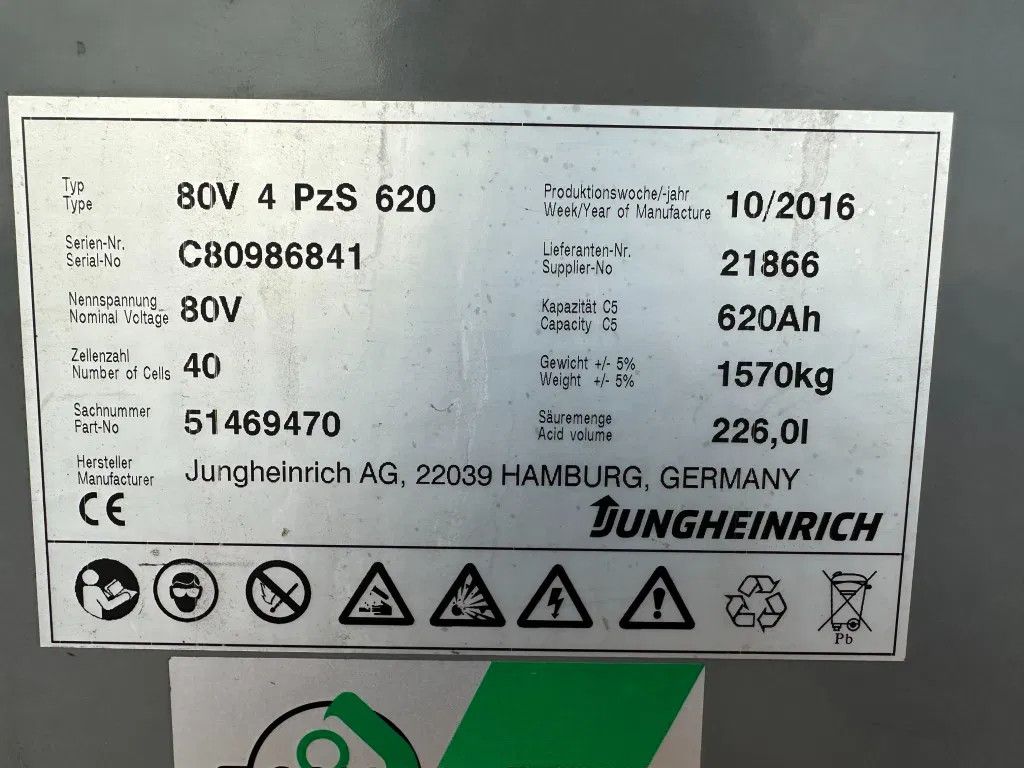 Typ
Type
80V 4 PzS 620
Produktionswoche/-jahr
Week/Year of Manufacture
10/2016
Serien-Nr.
Serial-No
C80986841
Lieferanten-Nr.
Supplier-No
21866
Nennspannung
Nominal Voltage
80V
Kapazität C5
Capacity C5
620Ah
Zellenzahl
Number of Cells
40
Gewicht +/- 5%
Weight +/- 5%
1570kg
Sachnummer
Part-No
51469470
Säuremenge
Acid volume
226,0l
Hersteller
Manufacturer
Jungheinrich AG, 22039 HAMBURG, GERMANY
CE
JUNGHEINRICH
Pb